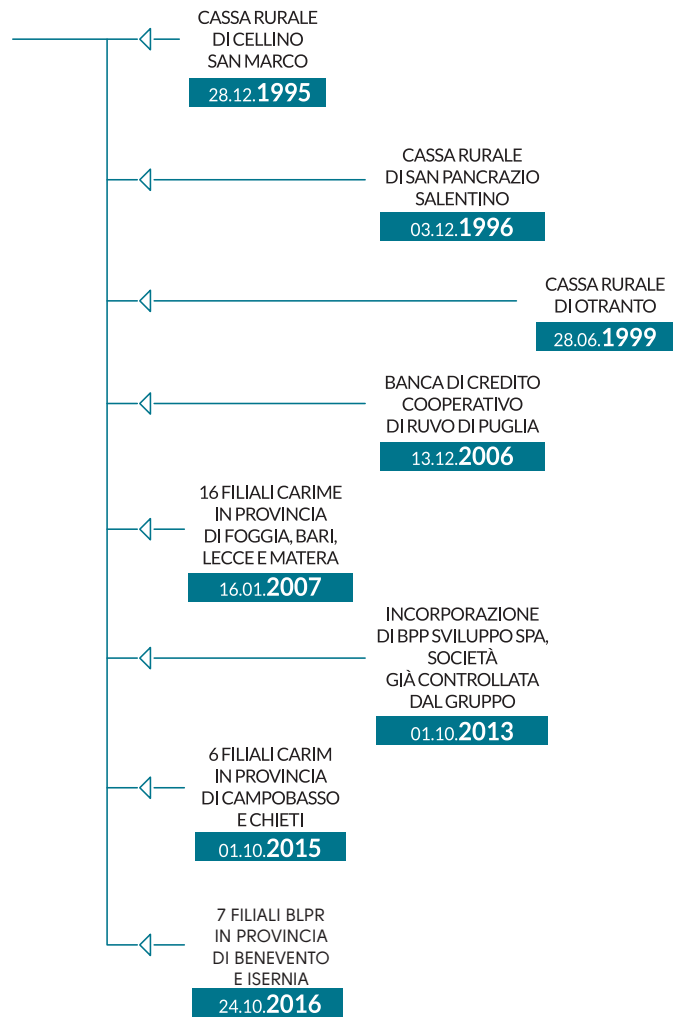 CASSA RURALE
DI CELLINO
SAN MARCO
28.12.1995
CASSA RURALE
DI SAN PANCRAZIO
SALENTINO
03.12.1996
CASSA RURALE
DI OTRANTO
28.06.1999
BANCA DI CREDITO
COOPERATIVO
DI RUVO DI PUGLIA
13.12.2006
16 FILIALI CARIME
IN PROVINCIA
DI FOGGIA, BARI,
LECCE E MATERA
16.01.2007
INCORPORAZIONE
DI BPP SVILUPPO SPA,
SOCIETÀ
GIÀ CONTROLLATA
DAL GRUPPO
01.10.2013
6 FILIALI CARIM
IN PROVINCIA
DI CAMPOBASSO
E CHIETI
01.10.2015
7 FILIALI BLPR
IN PROVINCIA
DI BENEVENTO
E ISERNIA
24.10.2016